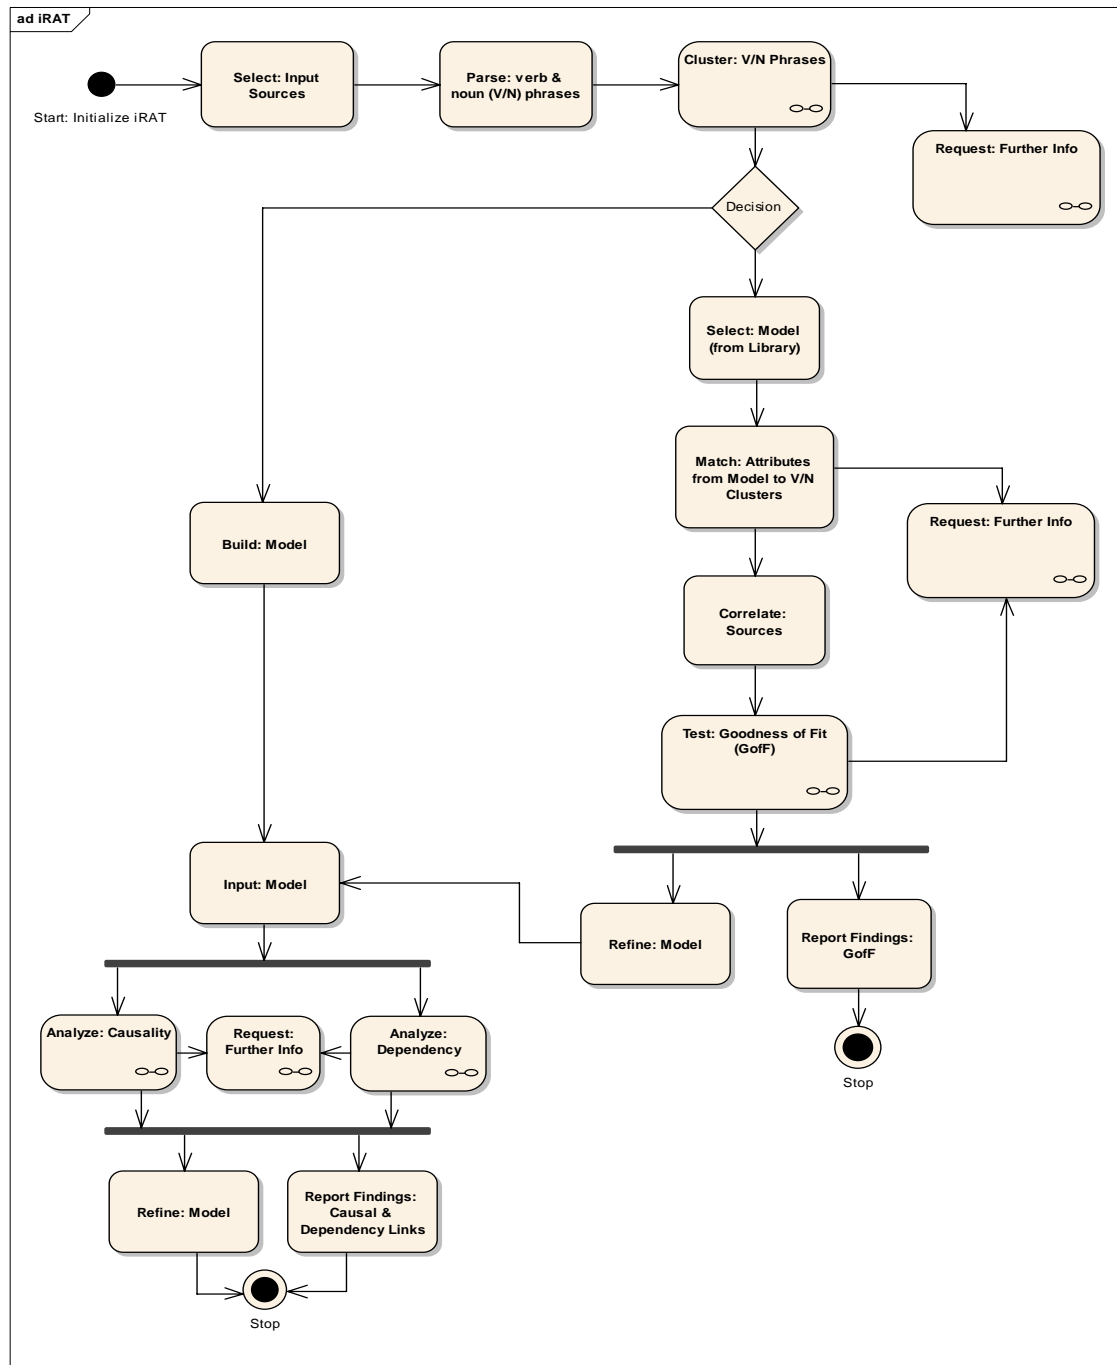 ad iRAT
Select: Input
Sources
Parse: verb &
noun (V/N) phrases
Cluster: V/N Phrases
Start: Initialize iRAT
Request: Further Info
Decision
Select: Model
(from Library)
Match: Attributes
from Model to V/N
Clusters
Request: Further Info
Build: Model
Correlate:
Sources
Test: Goodness of Fit
(GofF)
Input: Model
Refine: Model
Report Findings:
GofF
Stop
Analyze: Causality
Request:
Further Info
Analyze:
Dependency
Refine: Model
Report Findings:
Causal &
Dependency Links
Stop